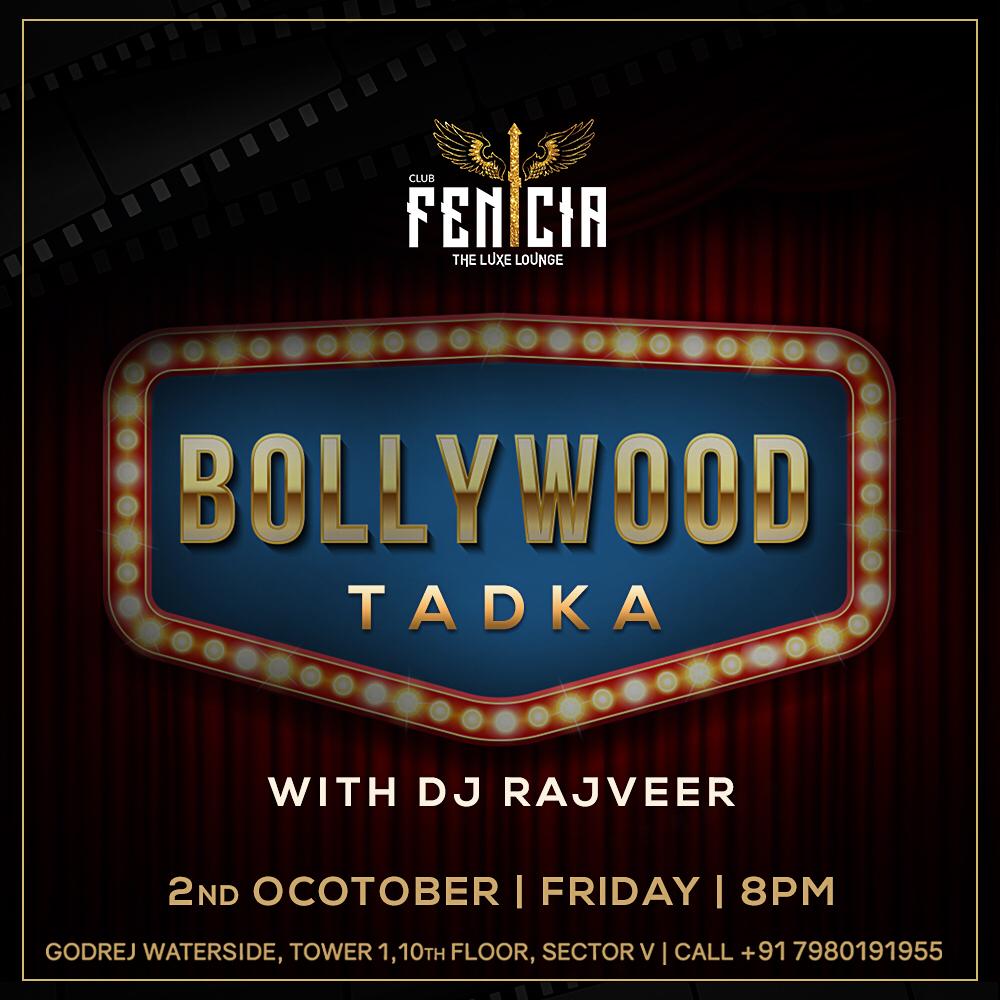 CLUB
FENICIA
THE LUXE LOUNGE
BOLLYWOOD
TADKA
WITH DJ RAJVEER
2ND OCOTOBER | FRIDAY | 8PM
GODREJ WATERSIDE, TOWER 1,10TH FLOOR, SECTOR V | CALL +91 7980191955